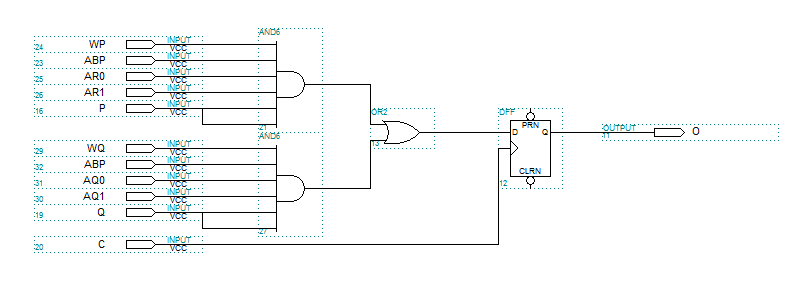 AND6
24 WP INPUT VCC
23 ABP INPUT VCC
25 AR0 INPUT VCC
26 AR1 INPUT VCC
16 P INPUT VCC
21
OR2
13
DFF
PRN
D Q
CLRN
12
OUTPUT
11 O
AND6
29 WQ INPUT VCC
32 ABP INPUT VCC
31 AQ0 INPUT VCC
30 AQ1 INPUT VCC
19 Q INPUT VCC
27
20 C INPUT VCC